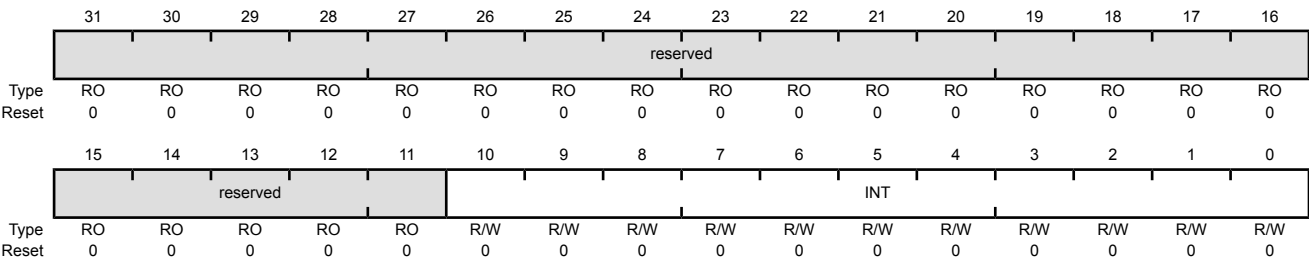 31 30 29 28 27 26 25 24 23 22 21 20 19 18 17 16
reserved
Type RO RO RO RO RO RO RO RO RO RO RO RO RO RO RO RO
Reset 0 0 0 0 0 0 0 0 0 0 0 0 0 0 0 0
15 14 13 12 11 10 9 8 7 6 5 4 3 2 1 0
reserved INT
Type RO RO RO RO RO R/W R/W R/W R/W R/W R/W R/W R/W R/W R/W R/W
Reset 0 0 0 0 0 0 0 0 0 0 0 0 0 0 0 0